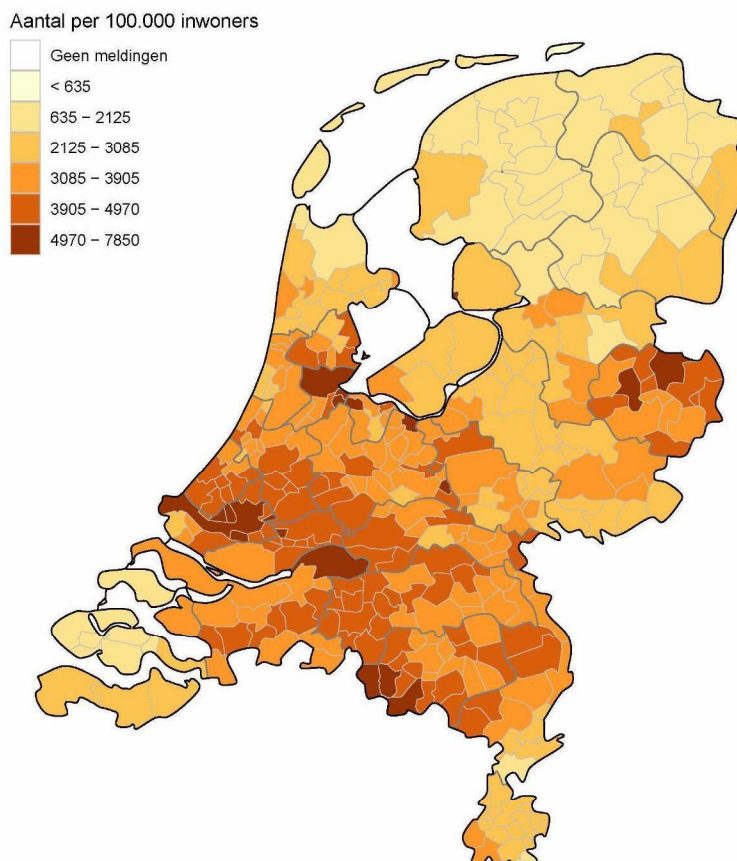 Aantal per 100.000 inwoners
Geen meldingen
< 635
635 − 2125
2125 − 3085
3085 − 3905
3905 − 4970
4970 − 7850